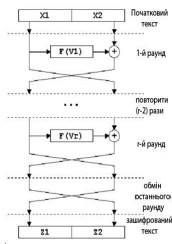 X1 X2
Початковий
текст
F(V1)
+
1-й раунд
...
повторити
(r-2) рази
F(Vr)
+
r-й раунд
обмін
останнього
раунду
зашифрований
текст
Z1 Z2